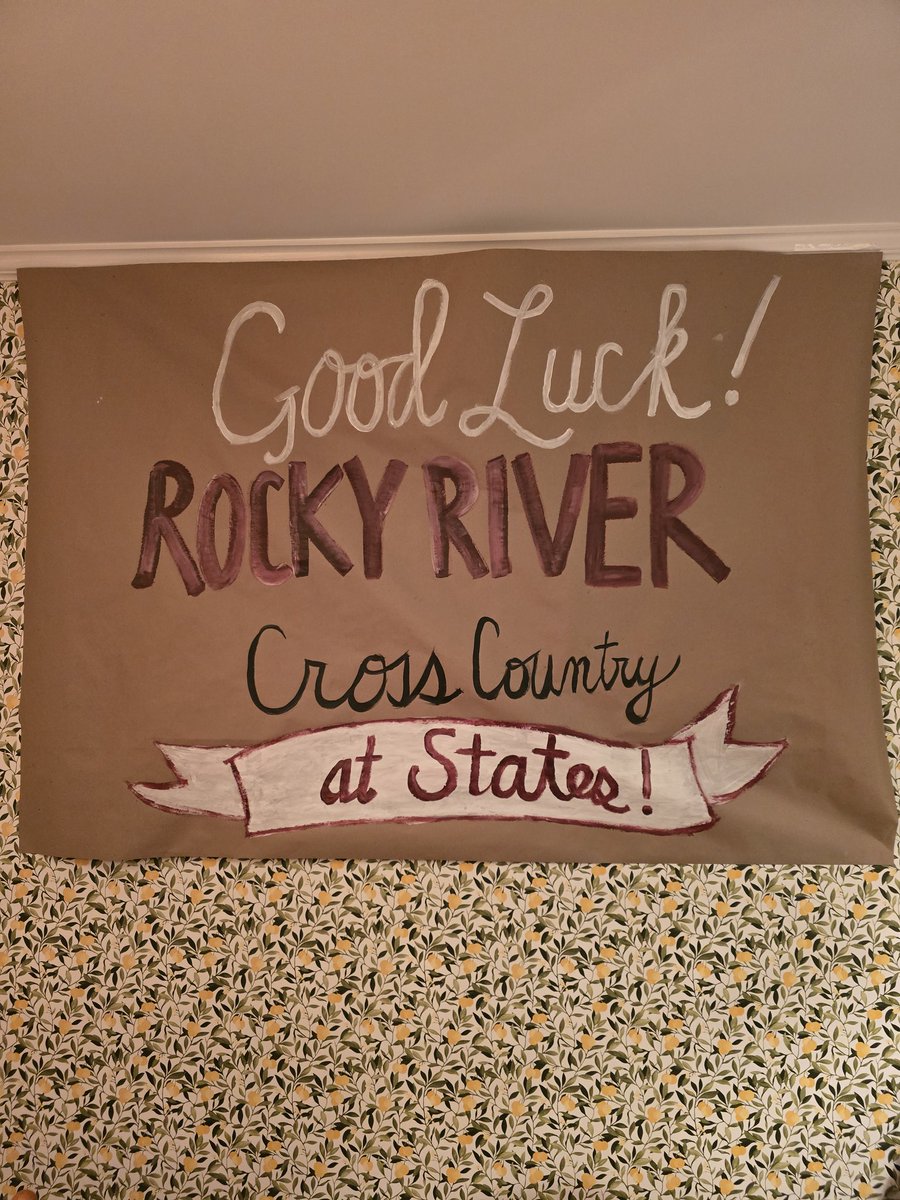 Good Luck!
ROCKY RIVER
Cross Country
at States!